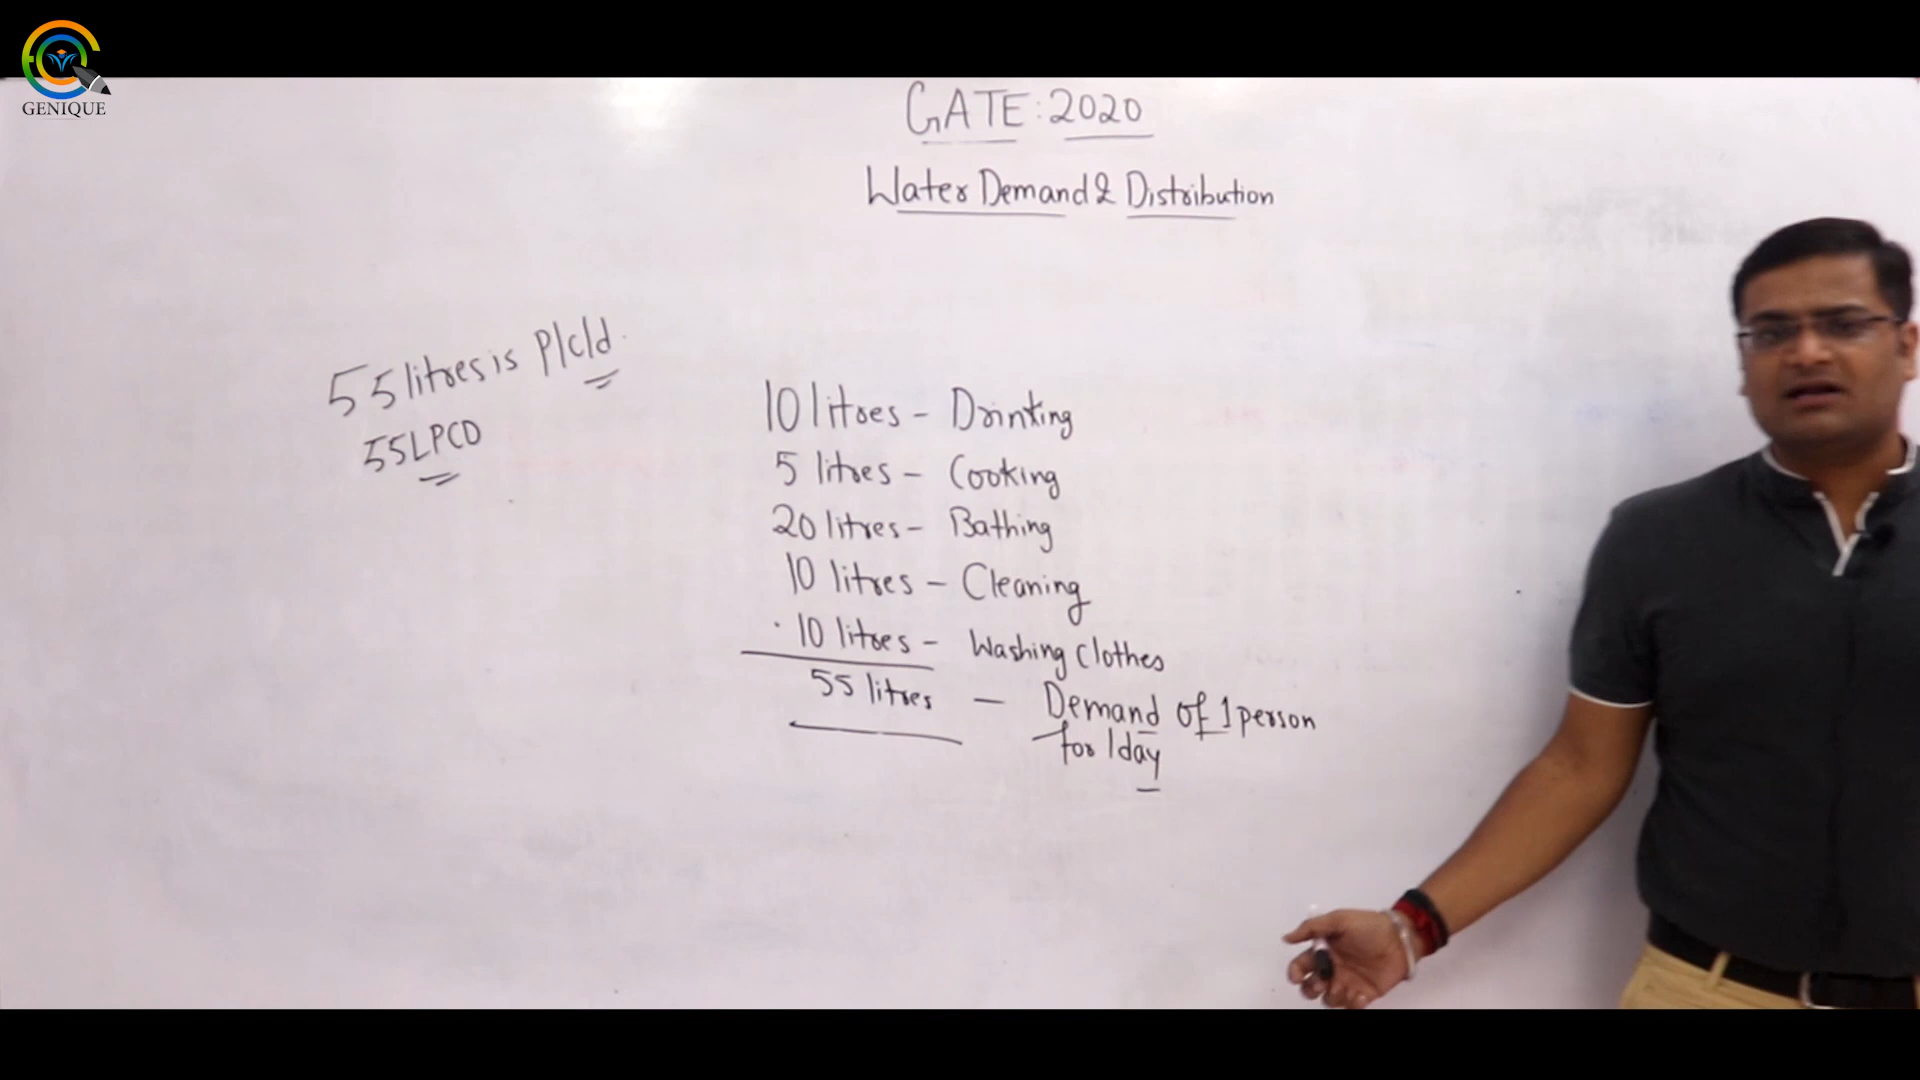 GENIQUE
GATE: 2020
Water Demand & Distribution
55 litres is P/c/d.
55LPCD
10 litres - Drinking
5 litres - Cooking
20 litres - Bathing
10 litres - Cleaning
10 litres - Washing clothes
55 litres - Demand of 1 person
for 1 day